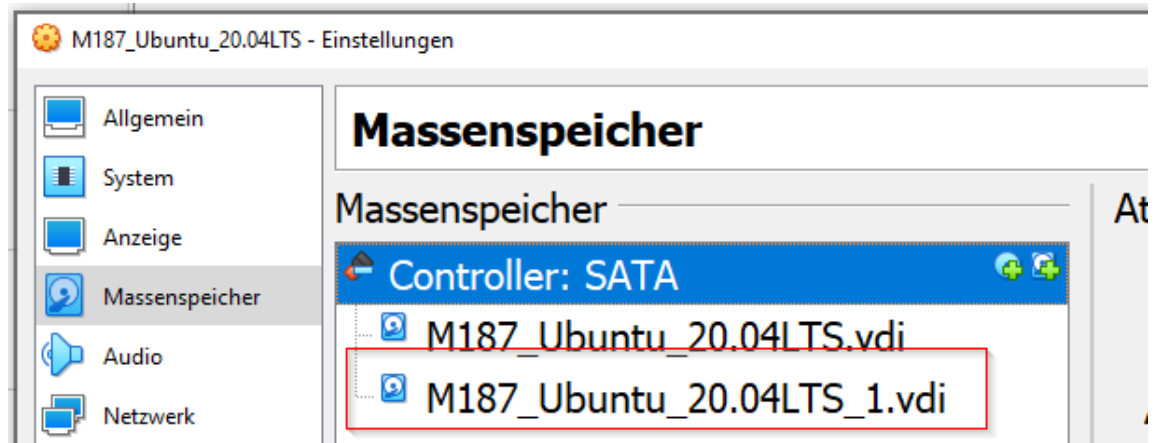 M187_Ubuntu_20.04LTS - Einstellungen
Allgemein
System
Anzeige
Massenspeicher
Audio
Netzwerk
Massenspeicher
Massenspeicher
At
Controller: SATA
M187_Ubuntu_20.04LTS.vdi
M187_Ubuntu_20.04LTS_1.vdi